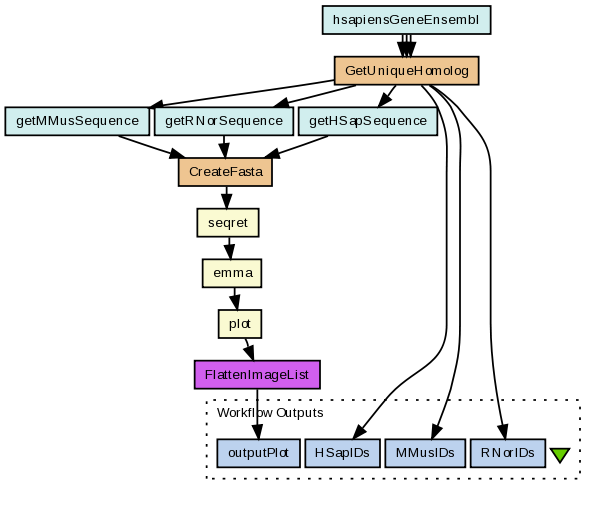 hsapiensGeneEnsembl
GetUniqueHomolog
getMMusSequence
getRNorSequence
getHSapSequence
CreateFasta
seqret
emma
plot
FlattenImageList
Workflow Outputs
outputPlot
HSapIDs
MMusIDs
RNorIDs